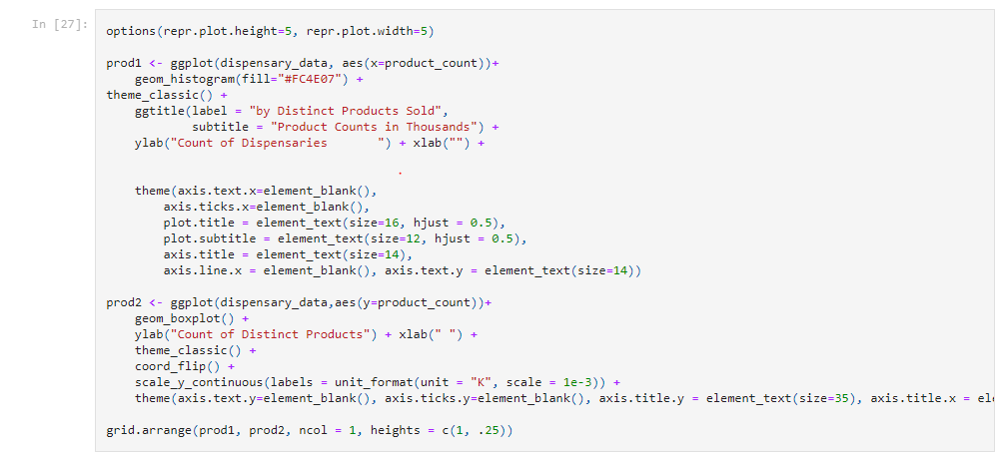 In [27]:
options(repr.plot.height=5, repr.plot.width=5)
prod1 <- ggplot(dispensary_data, aes(x=product_count))+
    geom_histogram(fill="#FC4E07") +
theme_classic() +
    ggtitle(label = "by Distinct Products Sold",
            subtitle = "Product Counts in Thousands") +
    ylab("Count of Dispensaries       ") + xlab("") +
    theme(axis.text.x=element_blank(),
        axis.ticks.x=element_blank(),
        plot.title = element_text(size=16, hjust = 0.5),
        plot.subtitle = element_text(size=12, hjust = 0.5),
        axis.title = element_text(size=14),
        axis.line.x = element_blank(), axis.text.y = element_text(size=14))
prod2 <- ggplot(dispensary_data,aes(y=product_count))+
    geom_boxplot() +
    ylab("Count of Distinct Products") + xlab(" ") +
    theme_classic() +
    coord_flip() +
    scale_y_continuous(labels = unit_format(unit = "K", scale = 1e-3)) +
    theme(axis.text.y=element_blank(), axis.ticks.y=element_blank(), axis.title.y = element_text(size=35), axis.title.x =
grid.arrange(prod1, prod2, ncol = 1, heights = c(1, .25))